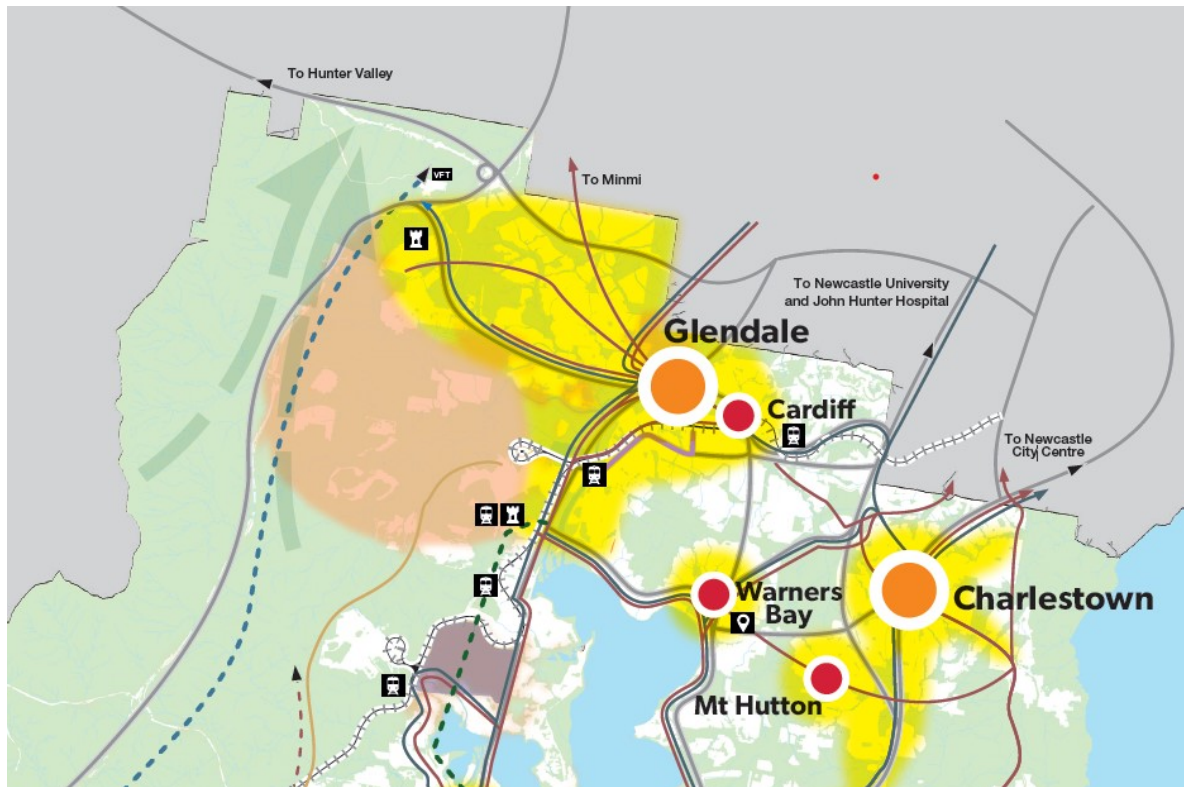 To Hunter Valley
VFT
To Minmi
To Newcastle University
and John Hunter Hospital
Glendale
Cardiff
To Newcastle
City Centre
Warners
Bay
Charlestown
Mt Hutton